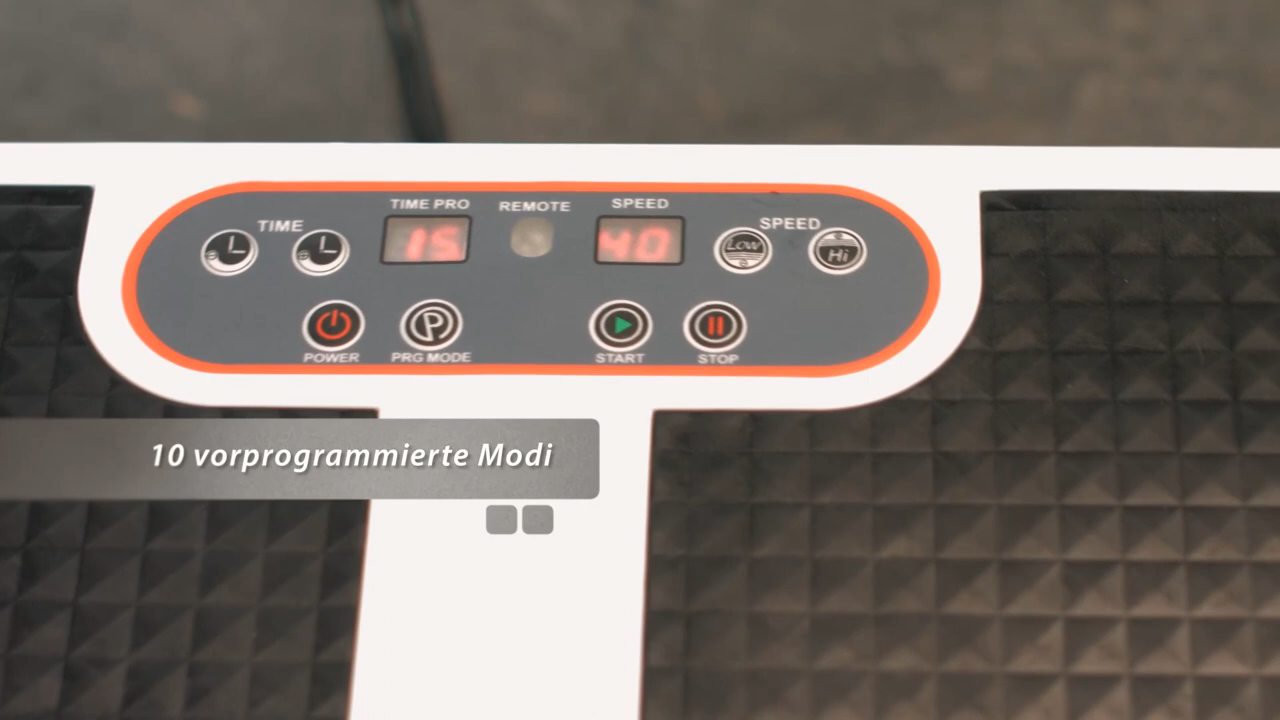 TIME PRO REMOTE SPEED
TIME SPEED
15 40 Low Hi
POWER PRG MODE START STOP
10 vorprogrammierte Modi